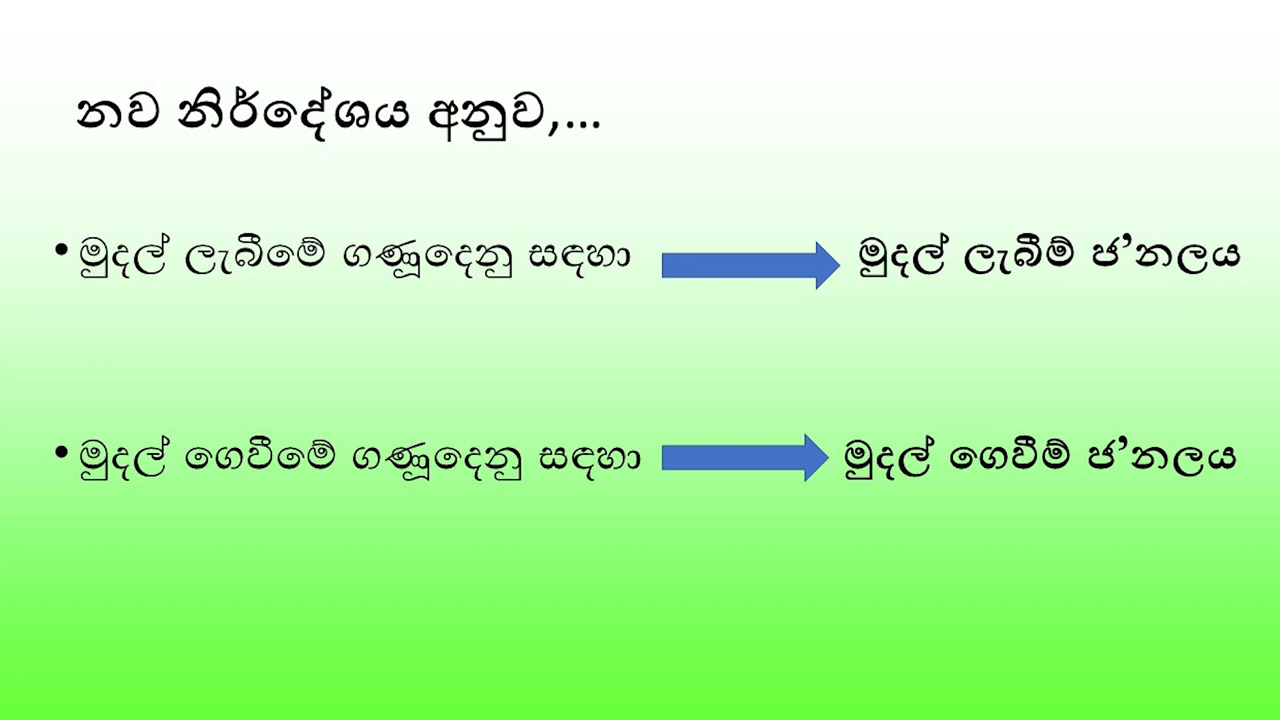 නව නිර්දේශය අනුව,...
• මුදල් ලැබීමේ ගණුදෙනු සඳහා මුදල් ලැබීම් ජ’නලය
• මුදල් ගෙවීමේ ගණුදෙනු සඳහා මුදල් ගෙවීම් ජ’නලය